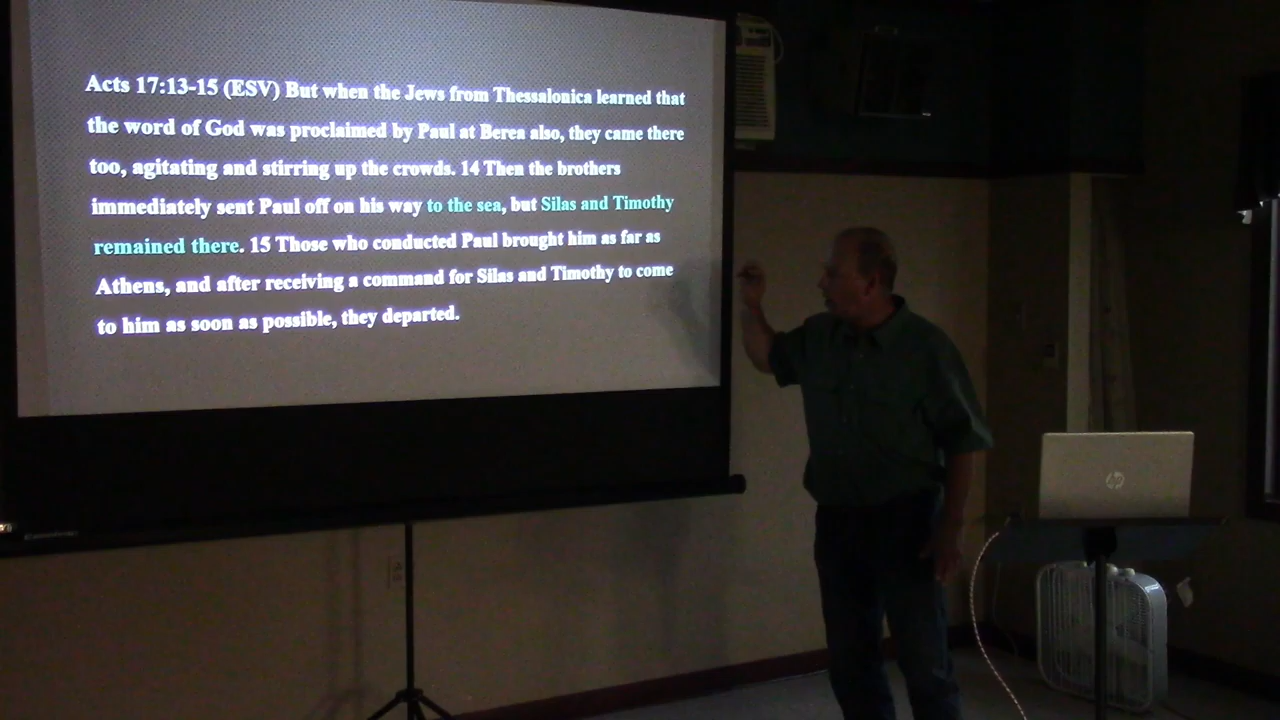 Acts 17:13-15 (ESV) But when the Jews from Thessalonica learned that
the word of God was proclaimed by Paul at Berea also, they came there
too, agitating and stirring up the crowds. 14 Then the brothers
immediately sent Paul off on his way to the sea, but Silas and Timothy
remained there. 15 Those who conducted Paul brought him as far as
Athens, and after receiving a command for Silas and Timothy to come
to him as soon as possible, they departed.
hp